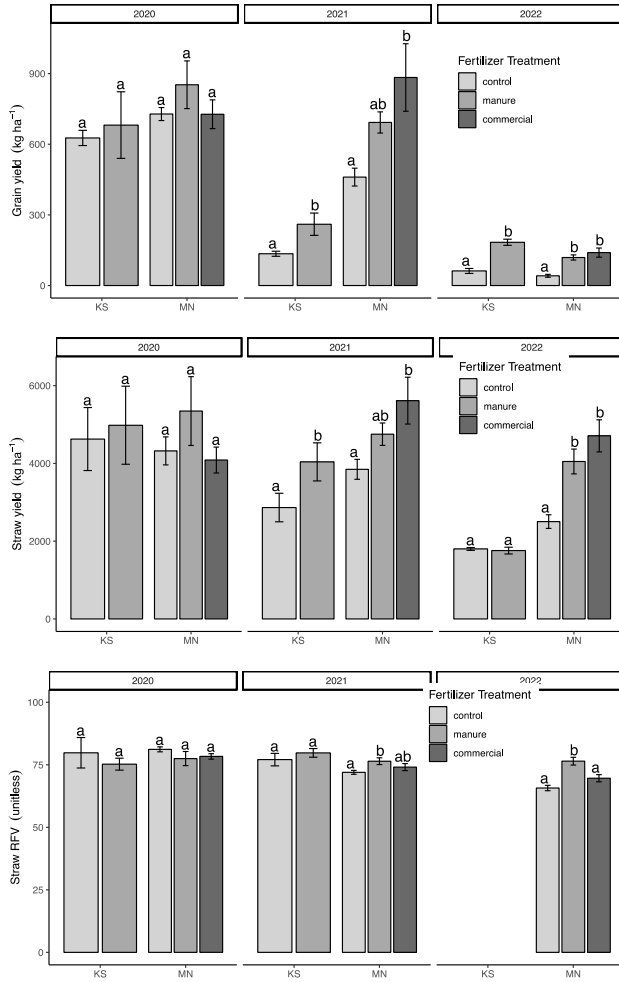 2020 2021 2022
Grain yield (kg ha⁻¹)
900
600
300
0
a a a a a
a b a ab b
a b a b b
Fertilizer Treatment
control
manure
commercial
KS MN KS MN KS MN
2020 2021 2022
Straw yield (kg ha⁻¹)
6000
4000
2000
0
a a a a a
a b a ab b
a a a b b
Fertilizer Treatment
control
manure
commercial
KS MN KS MN KS MN
2020 2021 2022
Straw RFV (unitless)
100
75
50
25
0
a a a a a
a a a b ab
a b a
Fertilizer Treatment
control
manure
commercial
KS MN KS MN KS MN